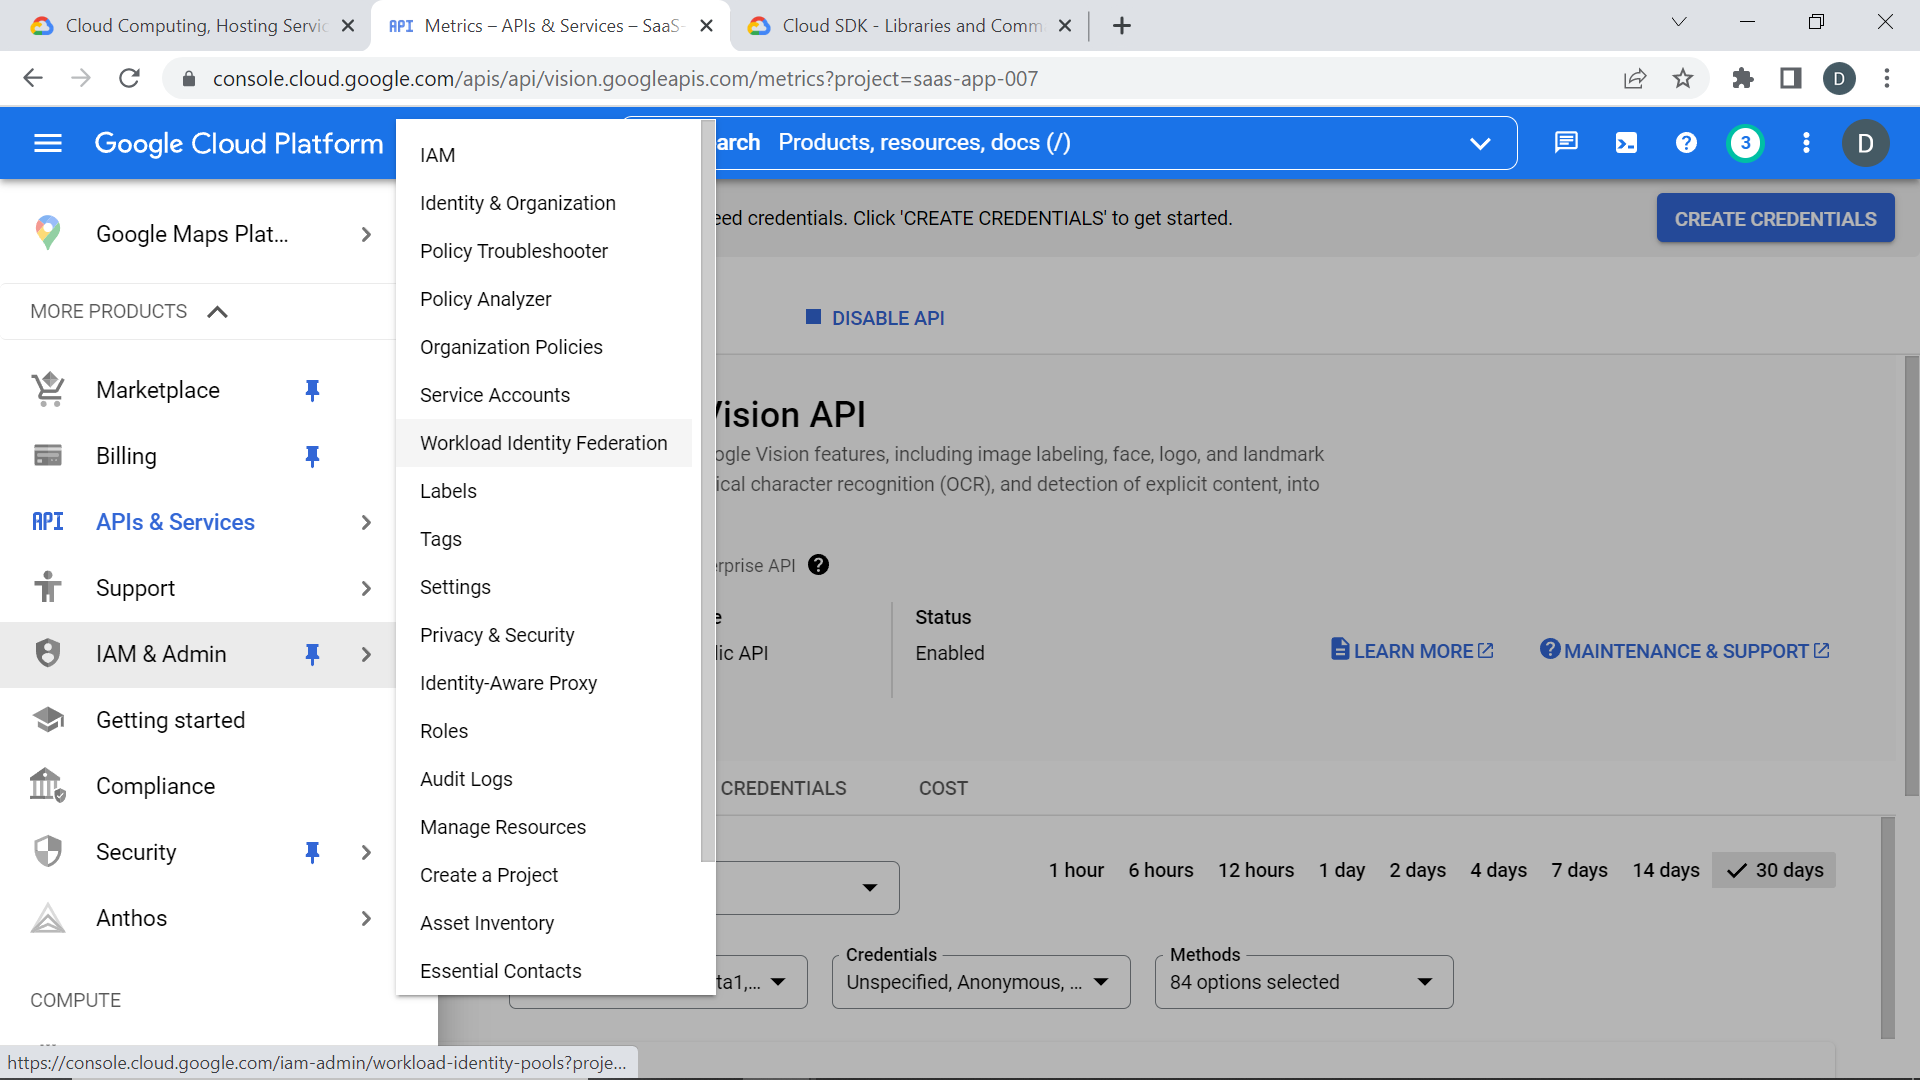 Cloud Computing, Hosting Servic
API Metrics – APIs & Services – SaaS-
Cloud SDK - Libraries and Comma
console.cloud.google.com/apis/api/vision.googleapis.com/metrics?project=saas-app-007
D
Google Cloud Platform
arch Products, resources, docs (/)
3
D
Google Maps Plat...
MORE PRODUCTS
Marketplace
Billing
API APIs & Services
Support
IAM & Admin
Getting started
Compliance
Security
Anthos
COMPUTE
IAM
Identity & Organization
Policy Troubleshooter
Policy Analyzer
Organization Policies
Service Accounts
Workload Identity Federation
Labels
Tags
Settings
Privacy & Security
Identity-Aware Proxy
Roles
Audit Logs
Manage Resources
Create a Project
Asset Inventory
Essential Contacts
eed credentials. Click 'CREATE CREDENTIALS' to get started.
CREATE CREDENTIALS
DISABLE API
Vision API
ogle Vision features, including image labeling, face, logo, and landmark
ical character recognition (OCR), and detection of explicit content, into
erprise API
e
lic API
Status
Enabled
LEARN MORE
MAINTENANCE & SUPPORT
CREDENTIALS
COST
1 hour 6 hours 12 hours 1 day 2 days 4 days 7 days 14 days 30 days
ta1,...
Credentials
Unspecified, Anonymous, ...
Methods
84 options selected
https://console.cloud.google.com/iam-admin/workload-identity-pools?proje...